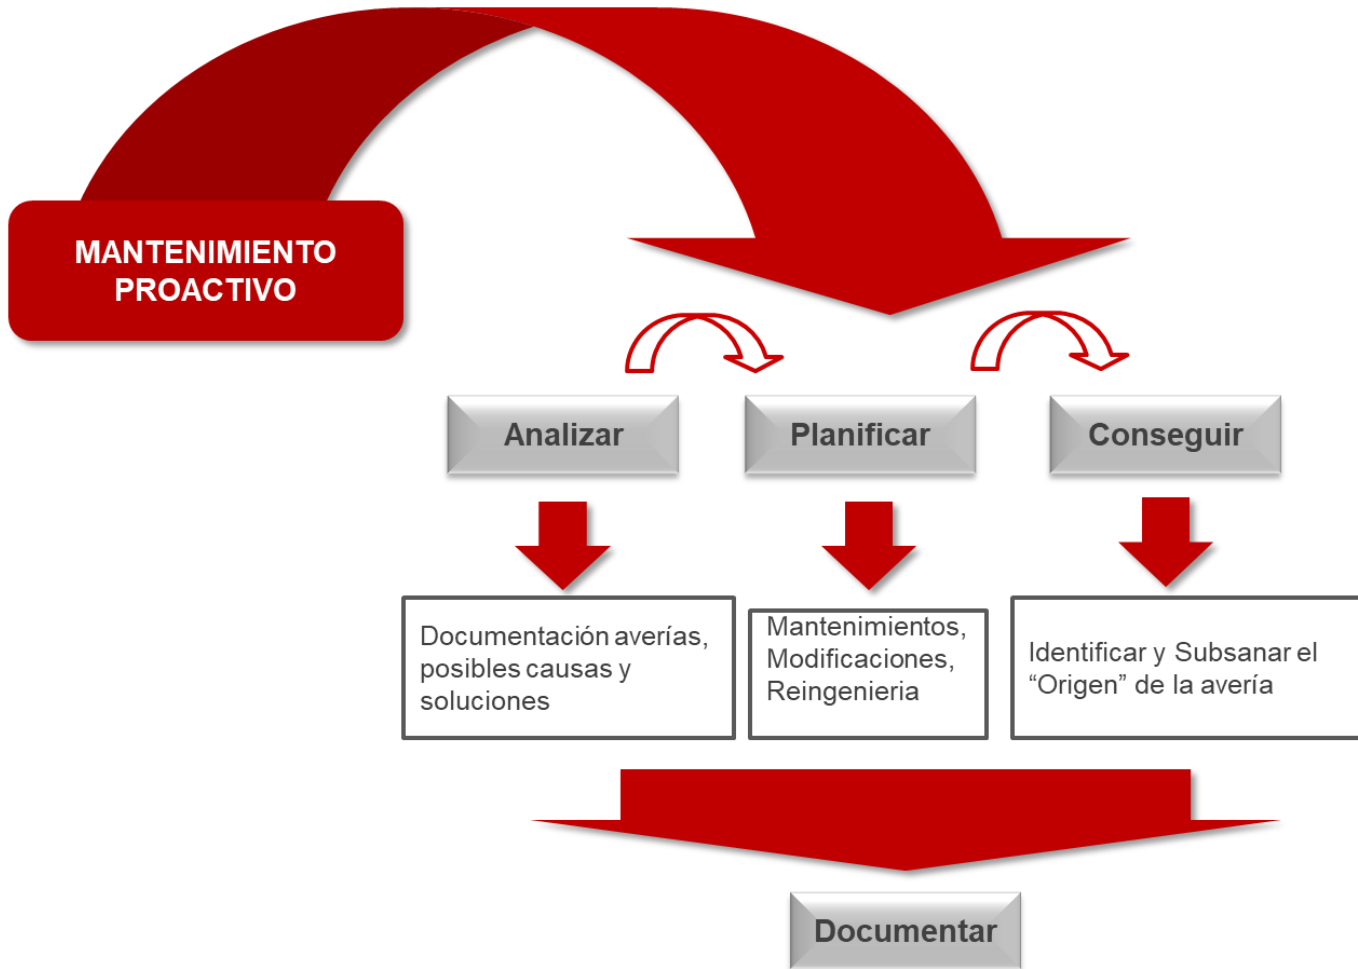 MANTENIMIENTO
PROACTIVO
Analizar
Planificar
Conseguir
Documentación averías,
posibles causas y
soluciones
Mantenimientos,
Modificaciones,
Reingenieria
Identificar y Subsanar el
“Origen” de la avería
Documentar